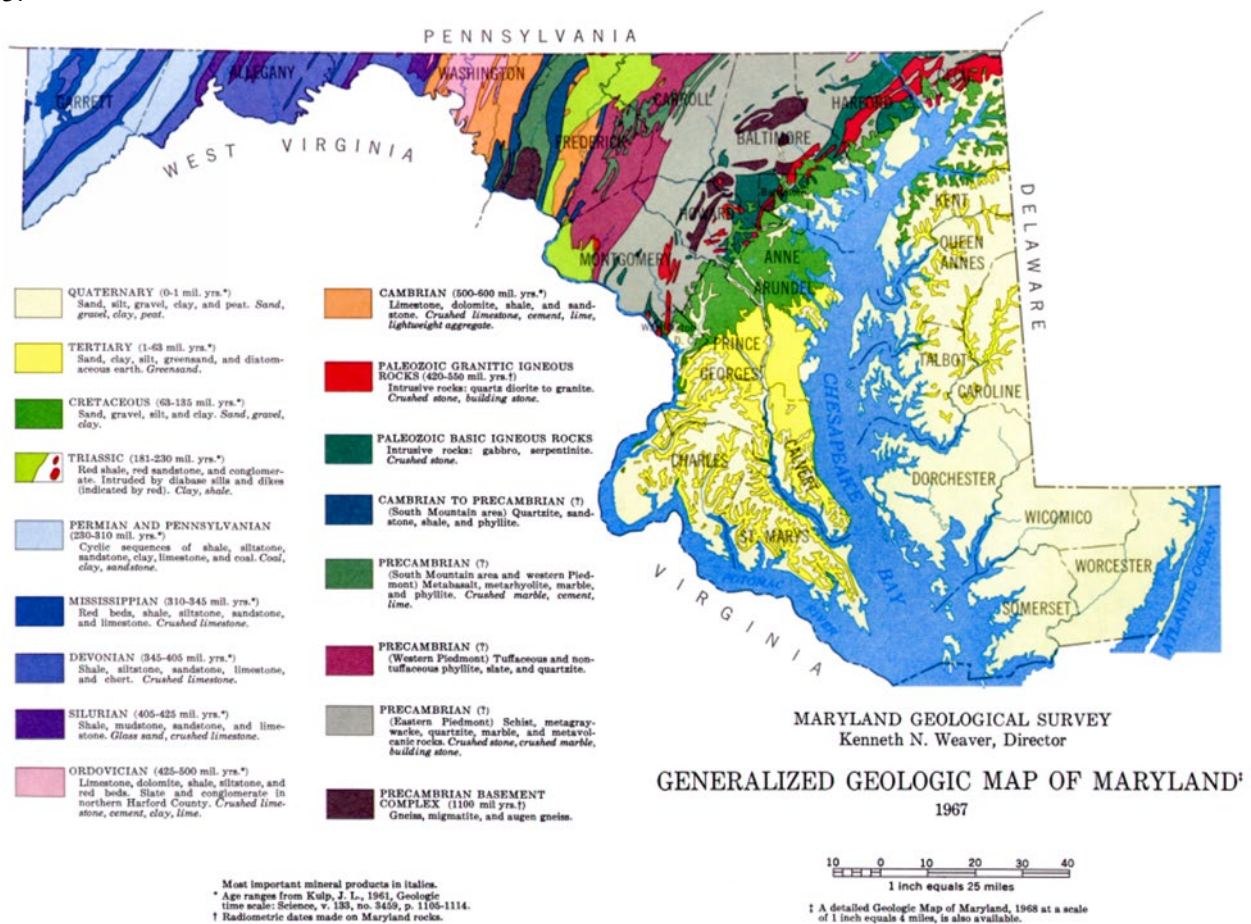 PENNSYLVANIA
GARRETT
ALLEGANY
WASHINGTON
FREDERICK
CARROLL
BALTIMORE
HARFORD
CECIL
WEST VIRGINIA
HOWARD
MONTGOMERY
ANNE
ARUNDEL
KENT
QUEEN
ANNES
DELAWARE
D. C.
PRINCE
GEORGES
TALBOT
CAROLINE
CHESAPEAKE
BAY
CHARLES
CALVERT
ST. MARYS
DORCHESTER
WICOMICO
WORCESTER
SOMERSET
VIRGINIA
POTOMAC
RIVER
ATLANTIC OCEAN
QUATERNARY (0-1 mil. yrs.*)
Sand, silt, gravel, clay, and peat. Sand,
gravel, clay, peat.
TERTIARY (1-63 mil. yrs.*)
Sand, clay, silt, greensand, and diatom-
aceous earth. Greensand.
CRETACEOUS (63-135 mil. yrs.*)
Sand, gravel, silt, and clay. Sand, gravel,
clay.
TRIASSIC (181-230 mil. yrs.*)
Red shale, red sandstone, and conglomer-
ate. Intruded by diabase sills and dikes
(indicated by red). Clay, shale.
PERMIAN AND PENNSYLVANIAN
(230-310 mil. yrs.*)
Cyclic sequences of shale, siltstone,
sandstone, clay, limestone, and coal. Coal,
clay, sandstone.
MISSISSIPPIAN (310-345 mil. yrs.*)
Red beds, shale, siltstone, sandstone,
and limestone. Crushed limestone.
DEVONIAN (345-405 mil. yrs.*)
Shale, siltstone, sandstone, limestone,
and chert. Crushed limestone.
SILURIAN (405-425 mil. yrs.*)
Shale, mudstone, sandstone, and lime-
stone. Glass sand, crushed limestone.
ORDOVICIAN (425-500 mil. yrs.*)
Limestone, dolomite, shale, siltstone, and
red beds. Slate and conglomerate in
northern Harford County. Crushed lime-
stone, cement, clay, lime.
CAMBRIAN (500-600 mil. yrs.*)
Limestone, dolomite, shale, and sand-
stone. Crushed limestone, cement, lime,
lightweight aggregate.
PALEOZOIC GRANITIC IGNEOUS
ROCKS (420-550 mil. yrs.†)
Intrusive rocks: quartz diorite to granite.
Crushed stone, building stone.
PALEOZOIC BASIC IGNEOUS ROCKS
Intrusive rocks: gabbro, serpentinite.
Crushed stone.
CAMBRIAN TO PRECAMBRIAN (?)
(South Mountain area) Quartzite, sand-
stone, shale, and phyllite.
PRECAMBRIAN (?)
(South Mountain area and western Pied-
mont) Metabasalt, metarhyolite, marble,
and phyllite. Crushed marble, cement,
lime.
PRECAMBRIAN (?)
(Western Piedmont) Tuffaceous and non-
tuffaceous phyllite, slate, and quartzite.
PRECAMBRIAN (?)
(Eastern Piedmont) Schist, metagray-
wacke, quartzite, marble, and metavol-
canic rocks. Crushed stone, crushed marble,
building stone.
PRECAMBRIAN BASEMENT
COMPLEX (1100 mil yrs.†)
Gneiss, migmatite, and augen gneiss.
Most important mineral products in italics.
* Age ranges from Kulp, J. L., 1961, Geologic
time scale: Science, v. 133, no. 3459, p. 1105-1114.
† Radiometric dates made on Maryland rocks.
MARYLAND GEOLOGICAL SURVEY
Kenneth N. Weaver, Director
GENERALIZED GEOLOGIC MAP OF MARYLAND‡
1967
10 0 10 20 30 40
1 inch equals 25 miles
‡ A detailed Geologic Map of Maryland, 1968 at a scale
of 1 inch equals 4 miles, is also available.